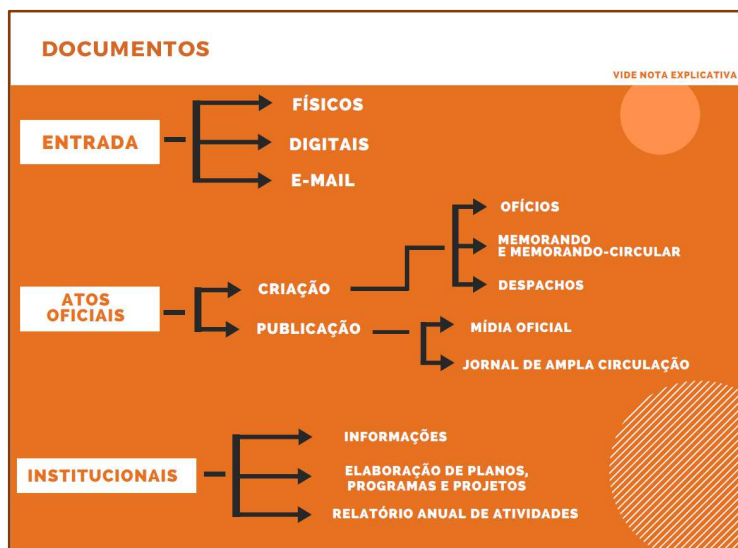 DOCUMENTOS
VIDE NOTA EXPLICATIVA
ENTRADA
FÍSICOS
DIGITAIS
E-MAIL
ATOS
OFICIAIS
CRIAÇÃO
OFÍCIOS
MEMORANDO
E MEMORANDO-CIRCULAR
DESPACHOS
PUBLICAÇÃO
MÍDIA OFICIAL
JORNAL DE AMPLA CIRCULAÇÃO
INSTITUCIONAIS
INFORMAÇÕES
ELABORAÇÃO DE PLANOS,
PROGRAMAS E PROJETOS
RELATÓRIO ANUAL DE ATIVIDADES